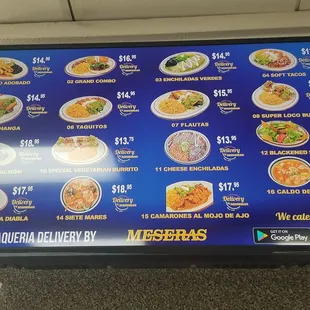 $14.95
$16.95
$14.95
$1
ADOBADO
02 GRAND COMBO
03 ENCHILADAS VERDES
04 SOFT TACOS
$14.95
$14.95
$15.95
$
HANGA
06 TAQUITOS
07 FLAUTAS
08 SUPER LOCO BU
$18.95
$13.75
$13.95
SPECIAL VEGETARIAN BURRITO
11 CHEESE ENCHILADAS
12 BLACKENED
$17.95
$18.95
$17.95
A DIABLA
14 SIETE MARES
15 CAMARONES AL MOJO DE AJO
16 CALDO DE
We cate
AQUERIA DELIVERY BY
MESERAS
GET IT ON
Google Play